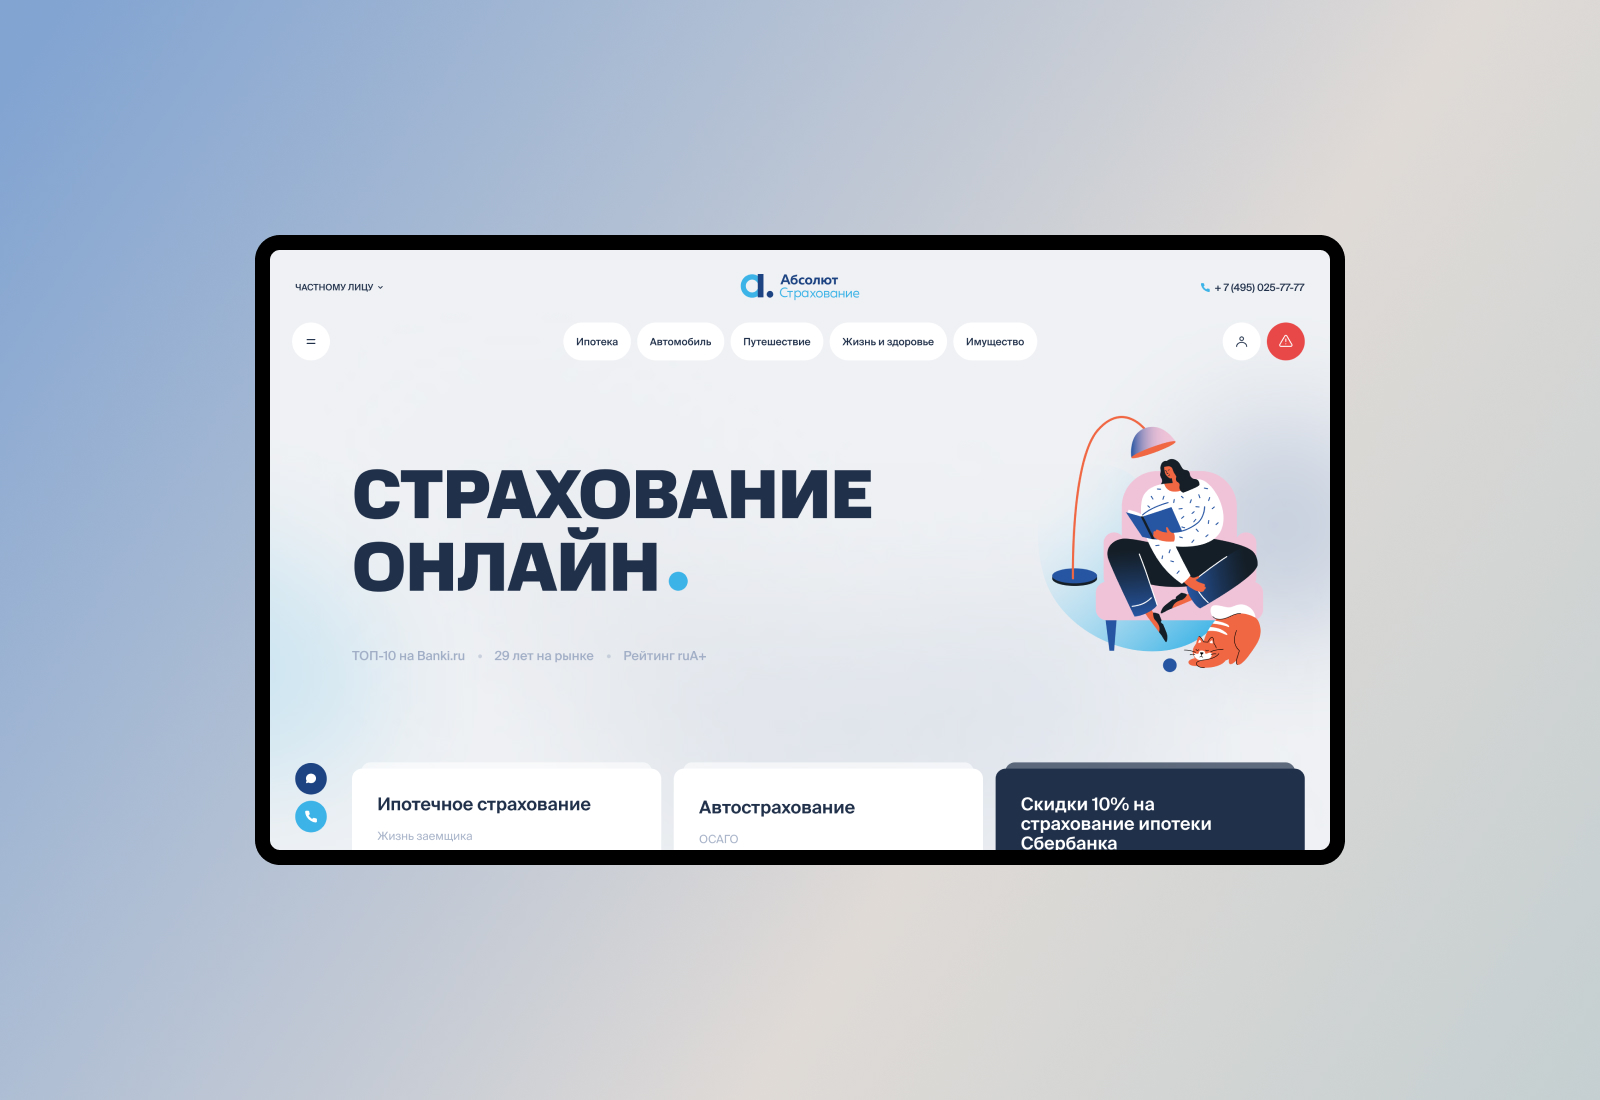 ЧАСТНОМУ ЛИЦУ
Абсолют
Страхование
+ 7 (495) 025-77-77
Ипотека
Автомобиль
Путешествие
Жизнь и здоровье
Имущество
СТРАХОВАНИЕ
ОНЛАЙН.
ТОП-10 на Banki.ru • 29 лет на рынке • Рейтинг ruA+
Ипотечное страхование
Жизнь заемщика
Автострахование
ОСАГО
Скидки 10% на
страхование ипотеки
Сбербанка